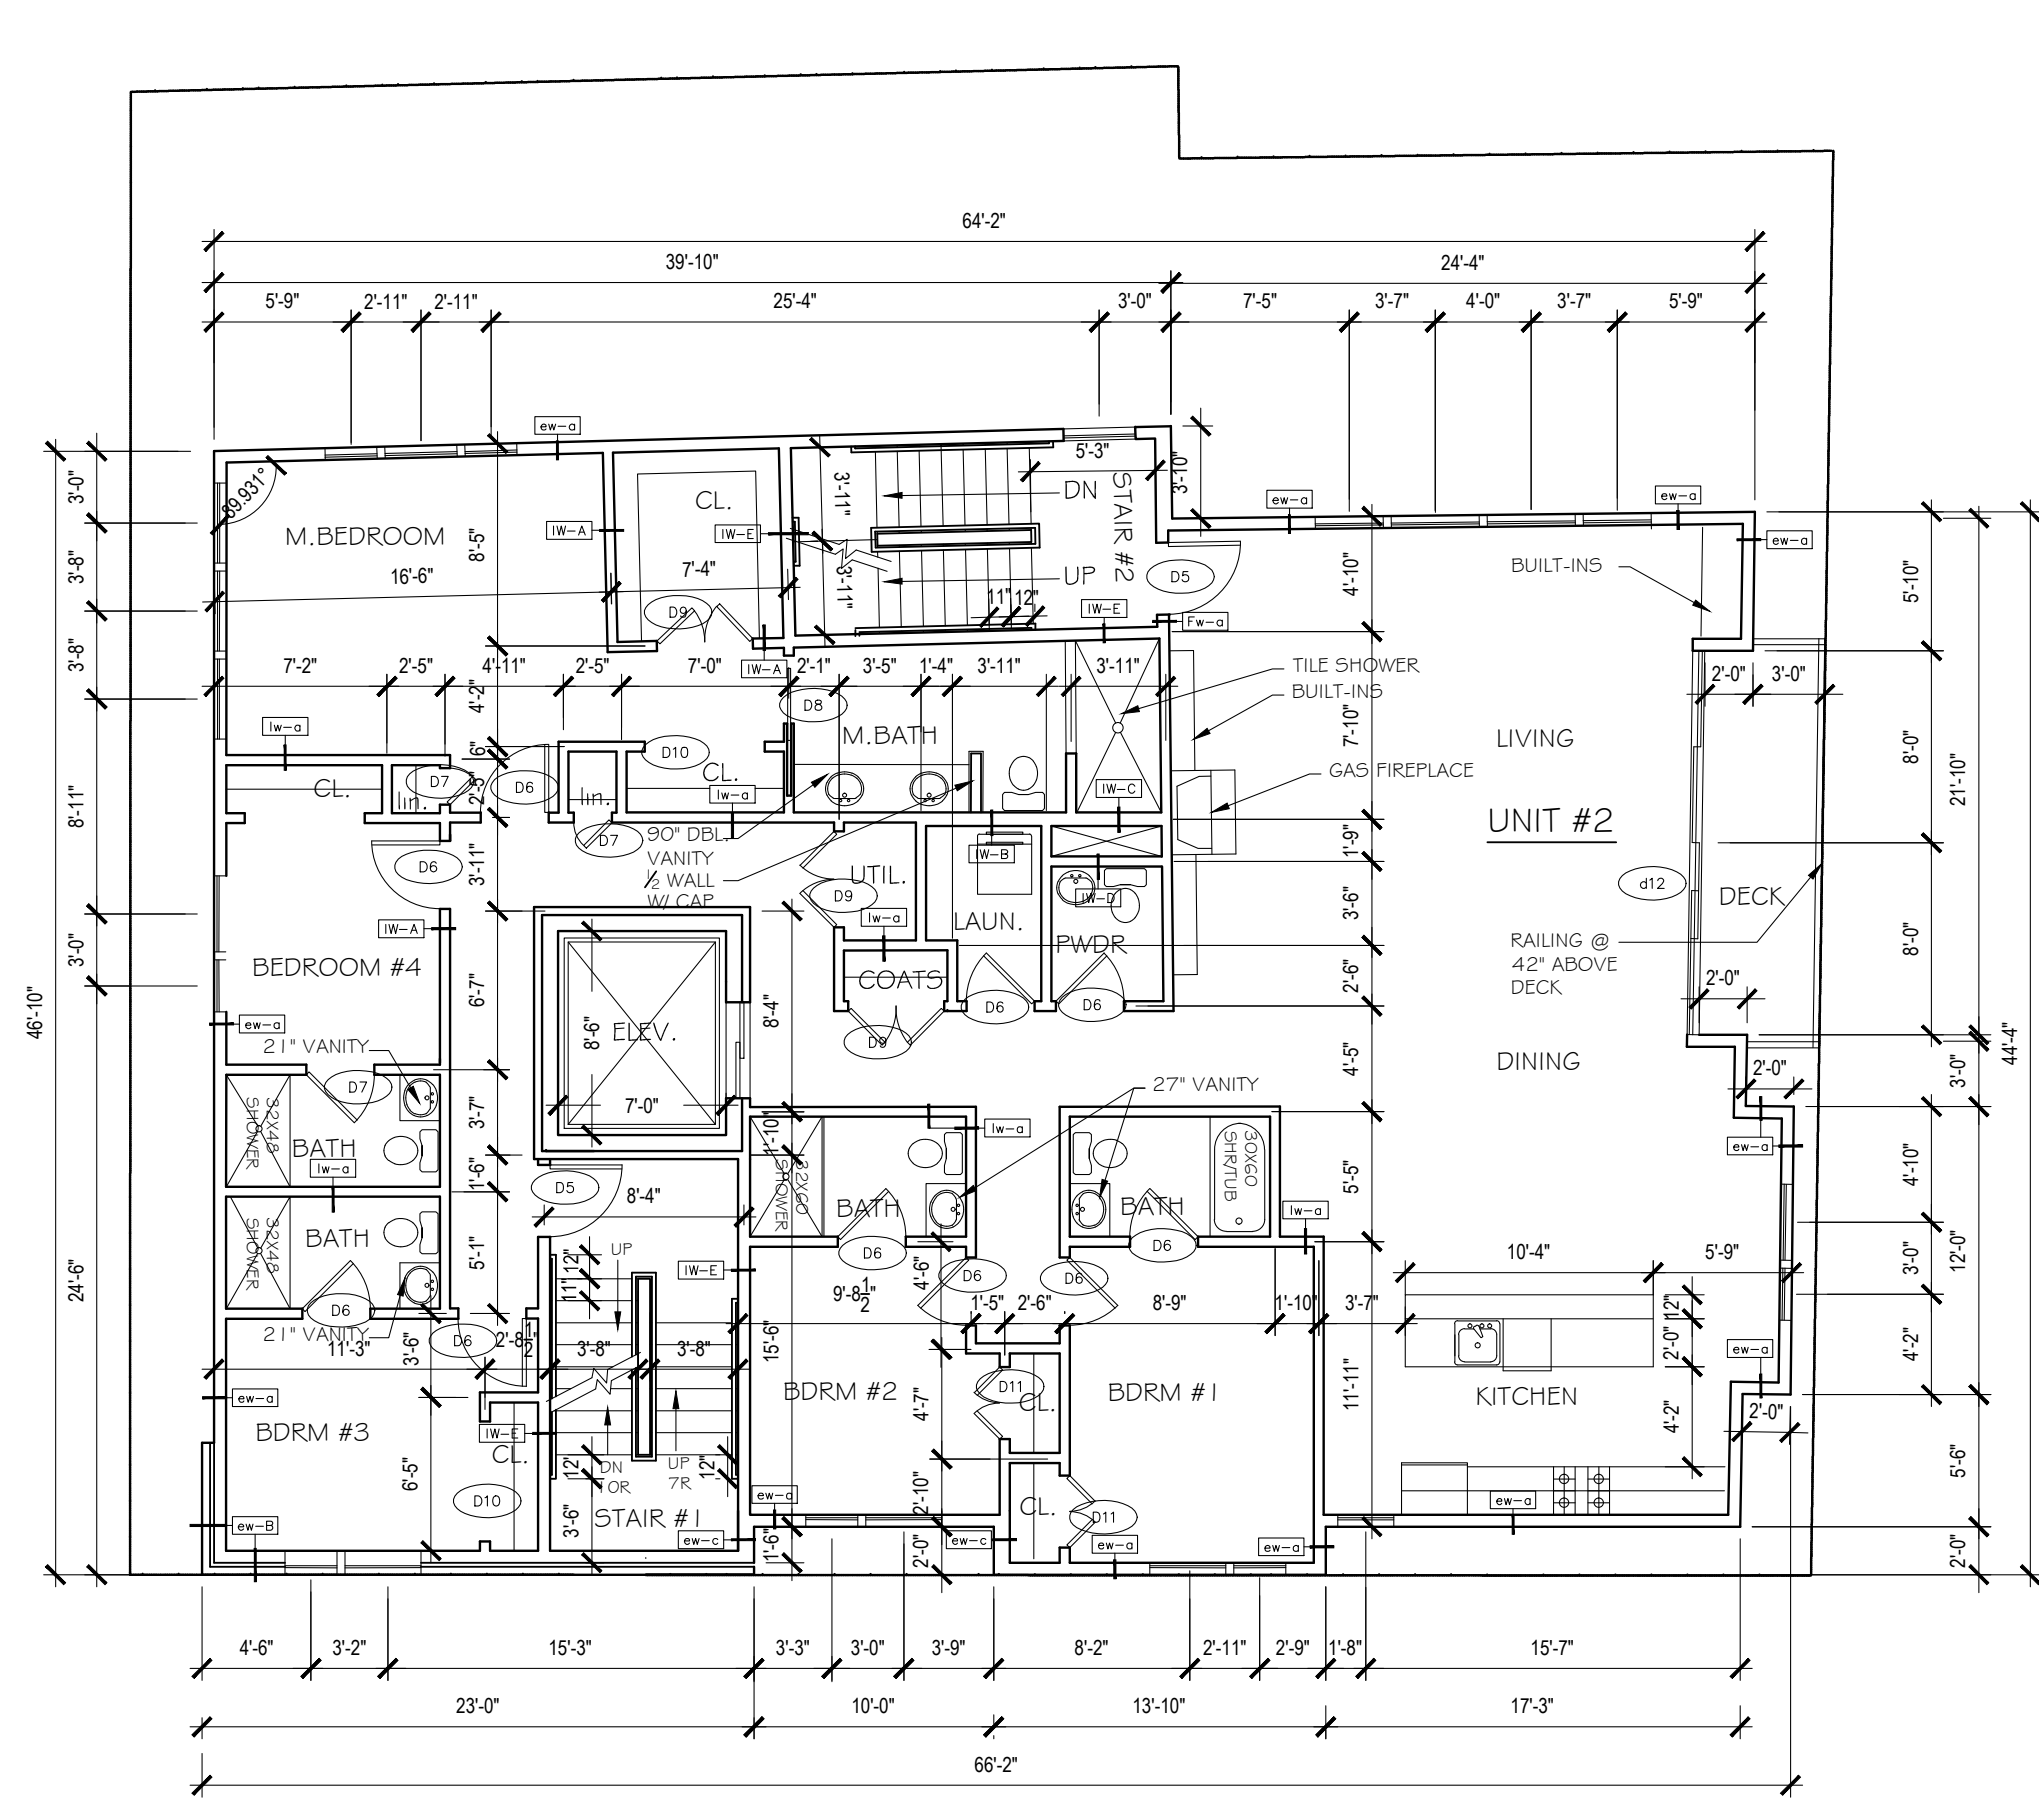 64'-2"
39'-10" 24'-4"
5'-9" 2'-11" 2'-11" 25'-4" 3'-0" 7'-5" 3'-7" 4'-0" 3'-7" 5'-9"
ew-a
5'-3"
3'-10"
DN
UP
STAIR #2
3'-11"
3'-11"
11" 12"
89.931°
M.BEDROOM
16'-6"
8'-5"
IW-A
CL.
IW-E
7'-4"
D9
IW-A
IW-E
D5
Fw-a
ew-a
ew-a
ew-a
BUILT-INS
4'-10"
3'-0"
3'-8"
3'-8"
8'-11"
3'-0"
46'-10"
24'-6"
7'-2" 2'-5" 4'-11" 2'-5" 7'-0" 2'-1" 3'-5" 1'-4" 3'-11" 3'-11"
TILE SHOWER
BUILT-INS
2'-0" 3'-0"
5'-10"
4'-2"
6"
2'-5"
D8
M.BATH
lw-a
D10
CL.
lw-a
CL.
lin.
D7
D6
lin.
D7
IW-C
7'-10"
LIVING
GAS FIREPLACE
UNIT #2
8'-0"
21'-10"
90" DBL.
VANITY
½ WALL
W/ CAP
UTIL.
D9
lw-a
IW-B
IW-D
LAUN.
PWDR
1'-9"
3'-6"
2'-6"
d12
DECK
RAILING @
42" ABOVE
DECK
8'-0"
2'-0"
D6
3'-11"
IW-A
BEDROOM #4
6'-7"
ew-a
21" VANITY
ELEV.
8'-6"
7'-0"
8'-4"
COATS
D9
D6
D6
4'-5"
DINING
2'-0"
3'-0"
44'-4"
27" VANITY
D7
32X48
SHOWER
BATH
lw-a
3'-7"
1'-6"
1'-10"
lw-a
ew-a
D5
8'-4"
32X60
SHOWER
BATH
D6
BATH
D6
30X60
SHR/TUB
lw-a
5'-5"
4'-10"
32X48
SHOWER
BATH
D6
21" VANITY
5'-1"
UP
12"
11"
IW-E
4'-6"
D6
D6
10'-4" 5'-9"
3'-0"
12'-0"
11'-3"
3'-6"
D6
2'-8½"
3'-8" 3'-8"
15'-6"
9'-8½"
1'-5" 2'-6" 8'-9" 1'-10" 3'-7"
12"
2'-0"
ew-a
4'-2"
ew-a
BDRM #3
IW-E
CL.
6'-5"
D10
BDRM #2
4'-7"
D11
CL.
BDRM #1
11'-11"
KITCHEN
4'-2"
2'-0"
12"
DN
UP
7R
12"
3'-6"
STAIR #1
ew-B
ew-c
ew-a
1'-6"
2'-10"
2'-0"
ew-c
CL.
D11
ew-a
ew-a
ew-a
5'-6"
2'-0"
4'-6" 3'-2" 15'-3" 3'-3" 3'-0" 3'-9" 8'-2" 2'-11" 2'-9" 1'-8" 15'-7"
23'-0" 10'-0" 13'-10" 17'-3"
66'-2"